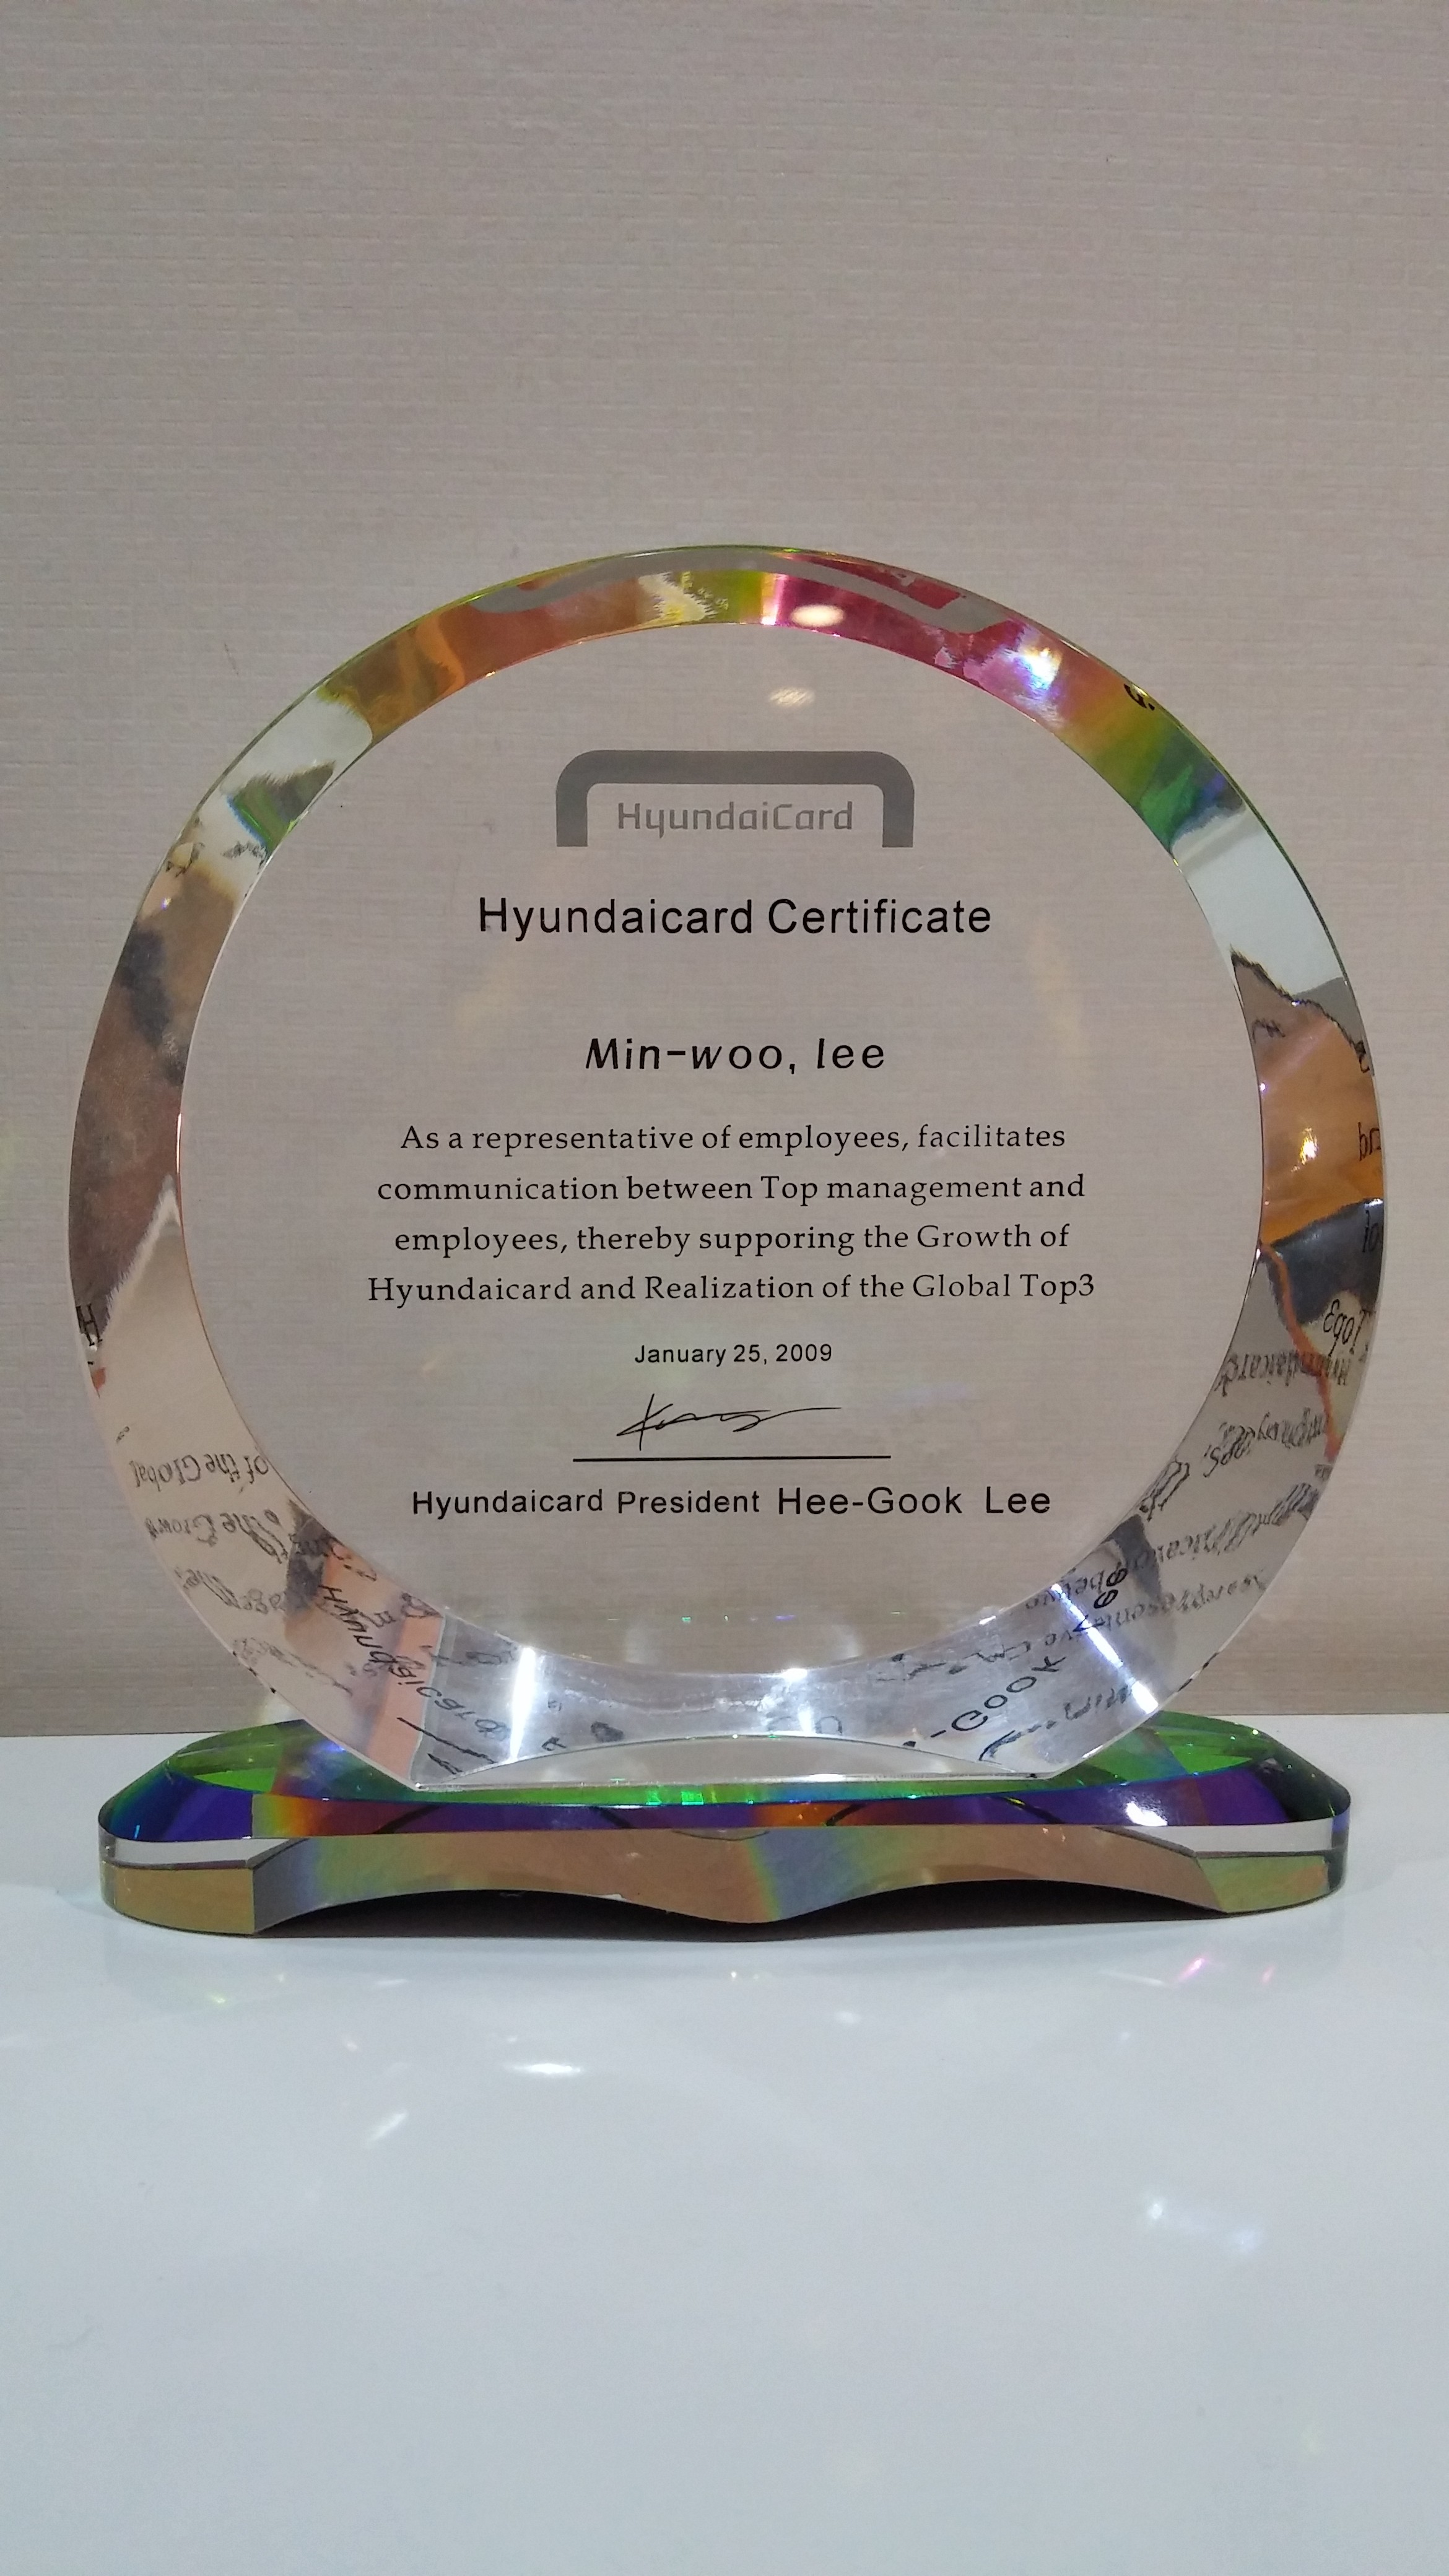 HyundaiCard
Hyundaicard Certificate
Min-woo, lee
As a representative of employees, facilitates
communication between Top management and
employees, thereby supporing the Growth of
Hyundaicard and Realization of the Global Top3
January 25, 2009
Hyundaicard President Hee-Gook Lee